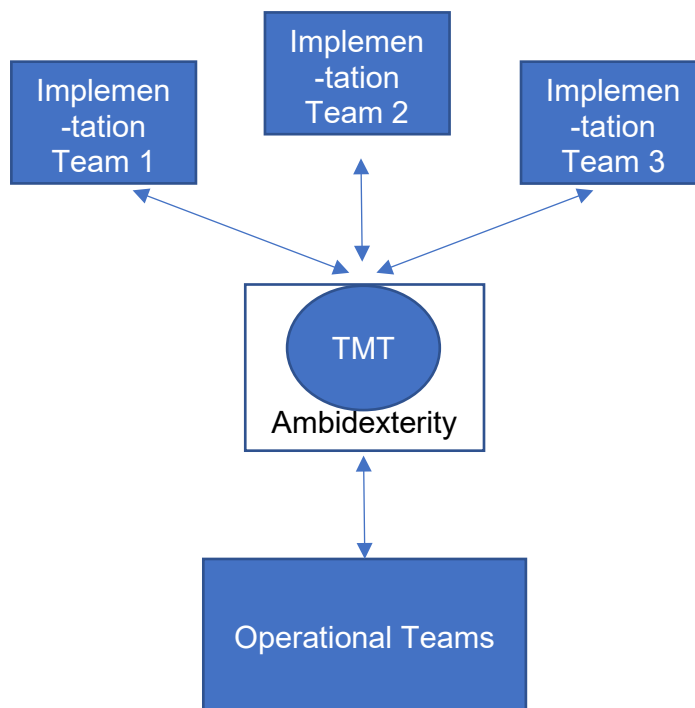 Implemen
-tation
Team 1
Implemen
-tation
Team 2
Implemen
-tation
Team 3
TMT
Ambidexterity
Operational Teams